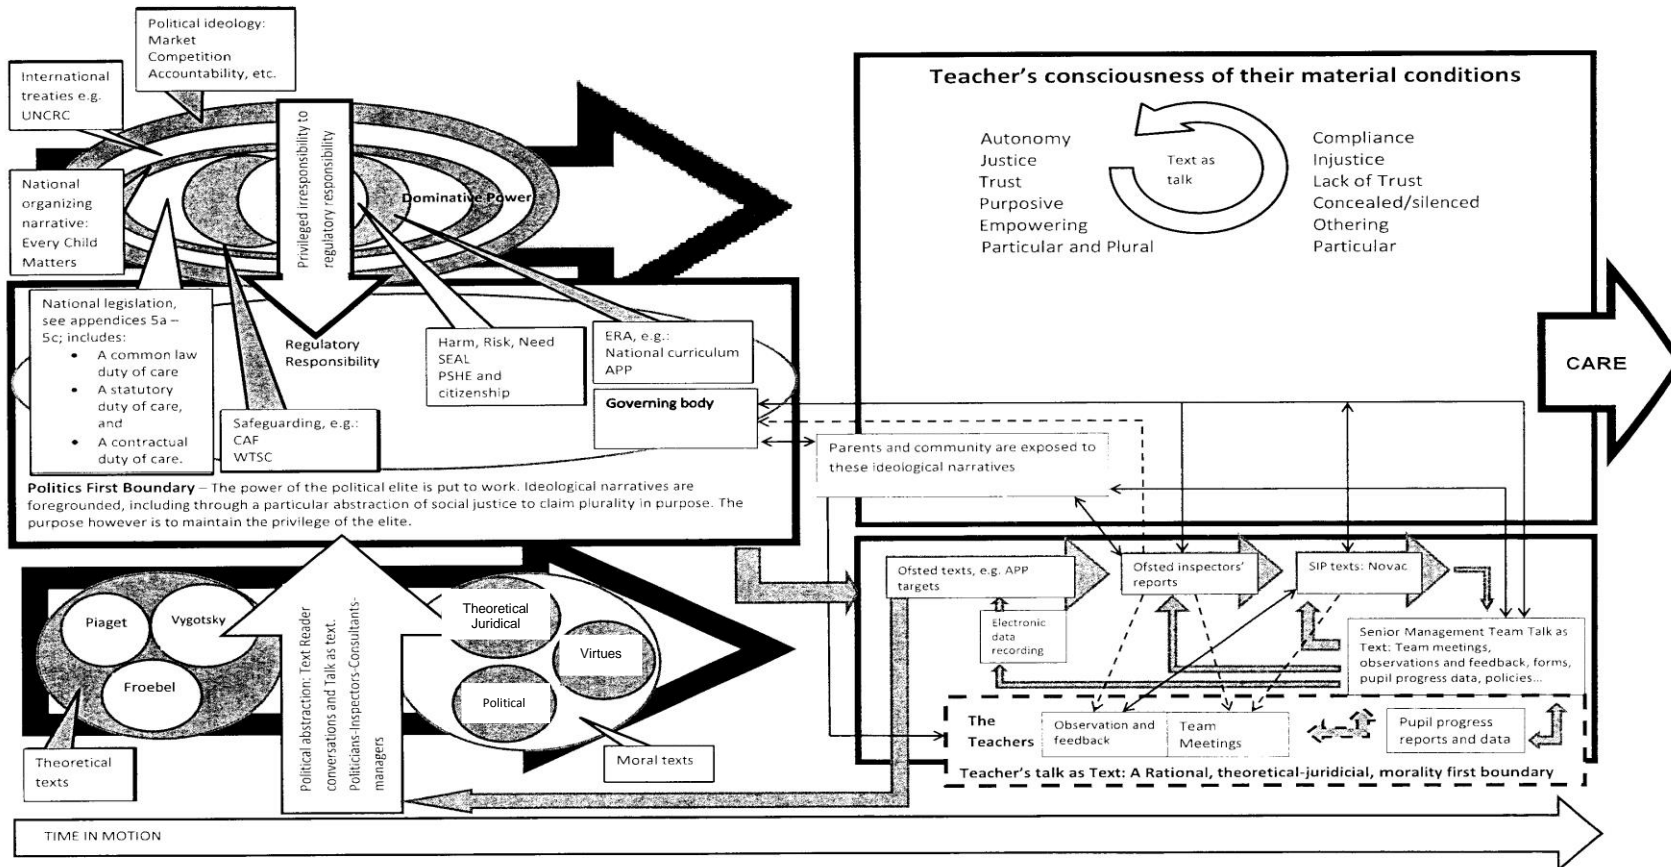 Political ideology:
Market
Competition
Accountability, etc.
International
treaties e.g.
UNCRC
National
organizing
narrative:
Every Child
Matters
Privileged irresponsibility to
regulatory responsibility
Dominative Power
National legislation,
see appendices 5a –
5c; includes:
• A common law
duty of care
• A statutory
duty of care,
and
• A contractual
duty of care.
Regulatory
Responsibility
Safeguarding, e.g.:
CAF
WTSC
Harm, Risk, Need
SEAL
PSHE and
citizenship
ERA, e.g.:
National curriculum
APP
Governing body
Politics First Boundary – The power of the political elite is put to work. Ideological narratives are
foregrounded, including through a particular abstraction of social justice to claim plurality in purpose. The
purpose however is to maintain the privilege of the elite.
Teacher's consciousness of their material conditions
Autonomy
Justice
Trust
Purposive
Empowering
Particular and Plural
Text as
talk
Compliance
Injustice
Lack of Trust
Concealed/silenced
Othering
Particular
CARE
Parents and community are exposed to
these ideological narratives
Piaget
Vygotsky
Froebel
Theoretical
texts
Political abstraction: Text Reader
conversations and Talk as text.
Politicians-Inspectors-Consultants-
managers
Theoretical
Juridical
Virtues
Political
Moral texts
Ofsted texts, e.g. APP
targets
Ofsted inspectors'
reports
SIP texts: Novac
Electronic
data
recording
Senior Management Team Talk as
Text: Team meetings,
observations and feedback, forms,
pupil progress data, policies...
The
Teachers
Observation and
feedback
Team
Meetings
Pupil progress
reports and data
Teacher's talk as Text: A Rational, theoretical-juridicial, morality first boundary
TIME IN MOTION